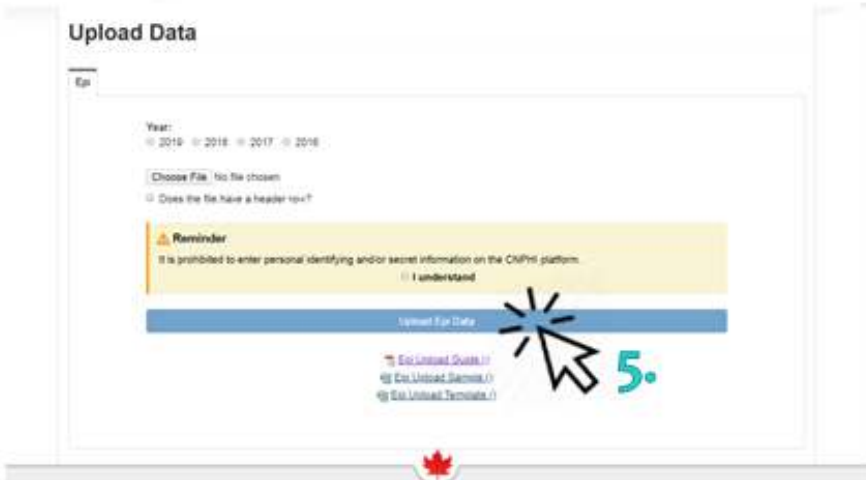 Upload Data
Epi
Year:
2019 2018 2017 2016
Choose File No file chosen
Does the file have a header row?
Reminder
It is prohibited to enter personal identifying and/or secret information on the CNPHI platform.
I understand
Upload Epi Data
Epi Upload Guide ()
Epi Upload Sample ()
Epi Upload Template ()
5.